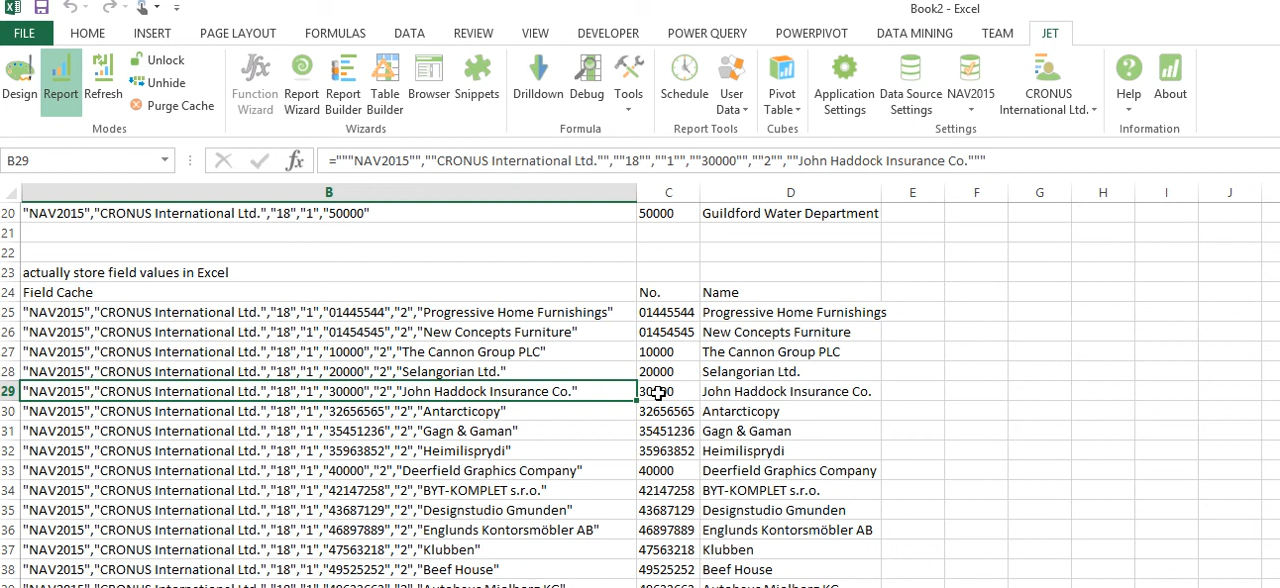 Book2 - Excel
FILE HOME INSERT PAGE LAYOUT FORMULAS DATA REVIEW VIEW DEVELOPER POWER QUERY POWERPIVOT DATA MINING TEAM JET
Design Report Refresh Unlock Unhide Purge Cache
Modes
fx Function Wizard Report Wizard Report Builder Table Builder Browser Snippets
Wizards
Drilldown Debug Tools
Formula
Schedule User Data
Report Tools
Pivot Table
Cubes
Application Settings Data Source Settings NAV2015 CRONUS International Ltd.
Settings
Help About
Information
B29 fx ="""NAV2015"",""CRONUS International Ltd."",""18"",""1"",""30000"",""2"",""John Haddock Insurance Co."""
B C D E F G H I J
20 "NAV2015","CRONUS International Ltd.","18","1","50000" 50000 Guildford Water Department
21
22
23 actually store field values in Excel
24 Field Cache No. Name
25 "NAV2015","CRONUS International Ltd.","18","1","01445544","2","Progressive Home Furnishings" 01445544 Progressive Home Furnishings
26 "NAV2015","CRONUS International Ltd.","18","1","01454545","2","New Concepts Furniture" 01454545 New Concepts Furniture
27 "NAV2015","CRONUS International Ltd.","18","1","10000","2","The Cannon Group PLC" 10000 The Cannon Group PLC
28 "NAV2015","CRONUS International Ltd.","18","1","20000","2","Selangorian Ltd." 20000 Selangorian Ltd.
29 "NAV2015","CRONUS International Ltd.","18","1","30000","2","John Haddock Insurance Co." John Haddock Insurance Co.
30 "NAV2015","CRONUS International Ltd.","18","1","32656565","2","Antarcticopy" 32656565 Antarcticopy
31 "NAV2015","CRONUS International Ltd.","18","1","35451236","2","Gagn & Gaman" 35451236 Gagn & Gaman
32 "NAV2015","CRONUS International Ltd.","18","1","35963852","2","Heimilisprydi" 35963852 Heimilisprydi
33 "NAV2015","CRONUS International Ltd.","18","1","40000","2","Deerfield Graphics Company" 40000 Deerfield Graphics Company
34 "NAV2015","CRONUS International Ltd.","18","1","42147258","2","BYT-KOMPLET s.r.o." 42147258 BYT-KOMPLET s.r.o.
35 "NAV2015","CRONUS International Ltd.","18","1","43687129","2","Designstudio Gmunden" 43687129 Designstudio Gmunden
36 "NAV2015","CRONUS International Ltd.","18","1","46897889","2","Englunds Kontorsmöbler AB" 46897889 Englunds Kontorsmöbler AB
37 "NAV2015","CRONUS International Ltd.","18","1","47563218","2","Klubben" 47563218 Klubben
38 "NAV2015","CRONUS International Ltd.","18","1","49525252","2","Beef House" 49525252 Beef House